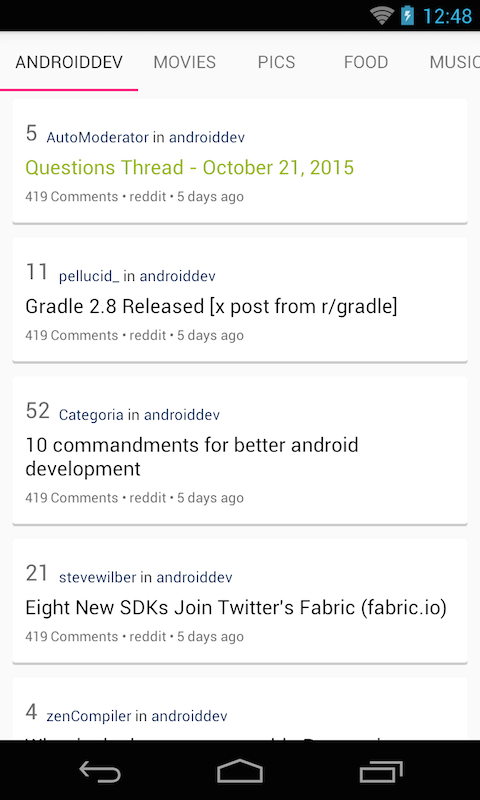 12:48
ANDROIDDEV MOVIES PICS FOOD MUSIC
5 AutoModerator in androiddev
Questions Thread - October 21, 2015
419 Comments • reddit • 5 days ago
11 pellucid_ in androiddev
Gradle 2.8 Released [x post from r/gradle]
419 Comments • reddit • 5 days ago
52 Categoria in androiddev
10 commandments for better android
development
419 Comments • reddit • 5 days ago
21 stevewilber in androiddev
Eight New SDKs Join Twitter's Fabric (fabric.io)
419 Comments • reddit • 5 days ago
4 zenCompiler in androiddev